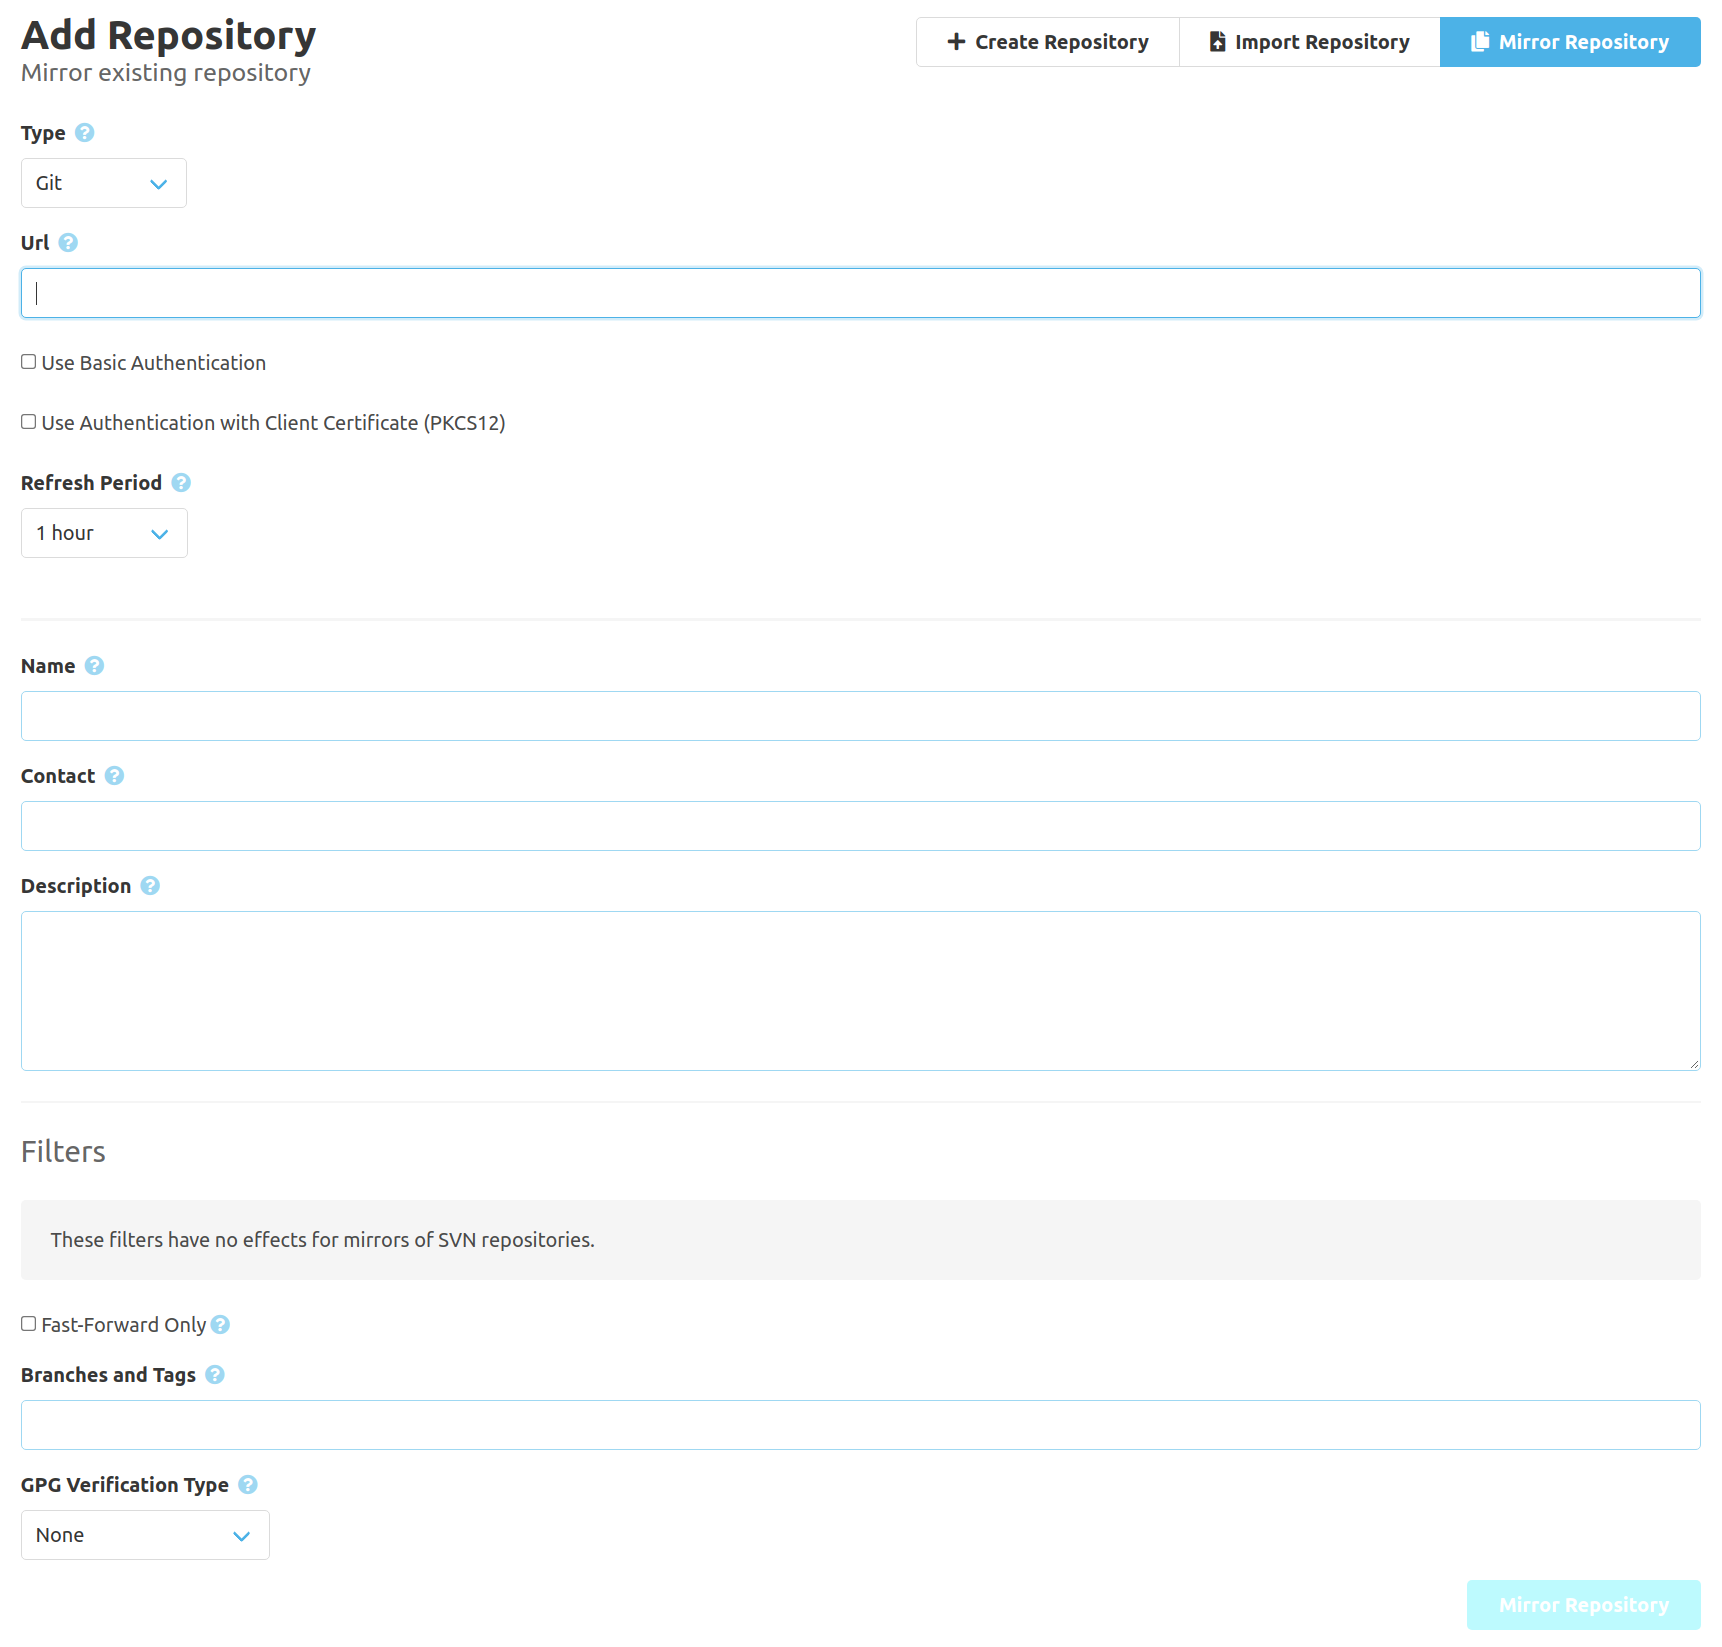 Add Repository
Mirror existing repository
Create Repository
Import Repository
Mirror Repository
Type
Git
Url
Use Basic Authentication
Use Authentication with Client Certificate (PKCS12)
Refresh Period
1 hour
Name
Contact
Description
Filters
These filters have no effects for mirrors of SVN repositories.
Fast-Forward Only
Branches and Tags
GPG Verification Type
None
Mirror Repository